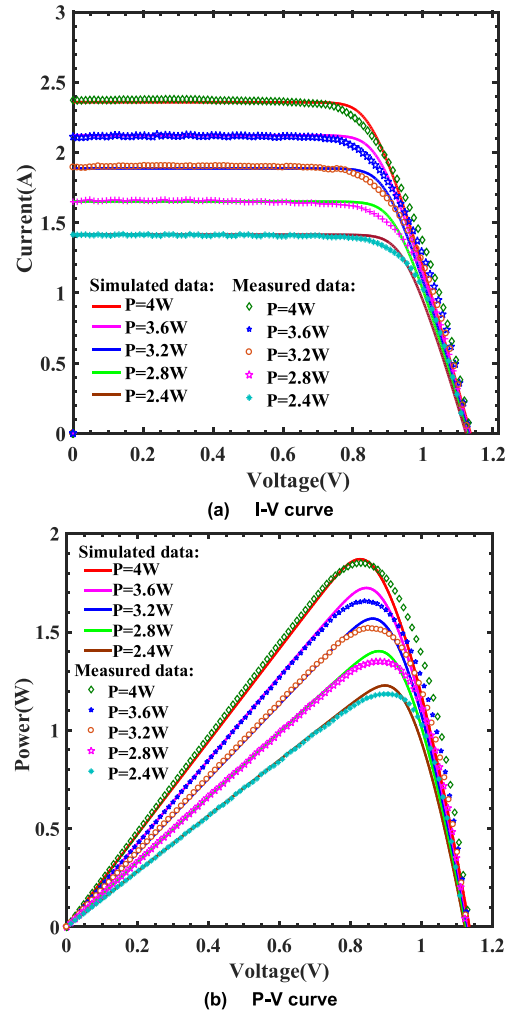 3
2.5
2
1.5
1
0.5
0
Current(A)
Simulated data:
P=4W
P=3.6W
P=3.2W
P=2.8W
P=2.4W
Measured data:
P=4W
P=3.6W
P=3.2W
P=2.8W
P=2.4W
0 0.2 0.4 0.6 0.8 1 1.2
Voltage(V)
(a) I-V curve
2
1.5
1
0.5
0
Power(W)
Simulated data:
P=4W
P=3.6W
P=3.2W
P=2.8W
P=2.4W
Measured data:
P=4W
P=3.6W
P=3.2W
P=2.8W
P=2.4W
0 0.2 0.4 0.6 0.8 1 1.2
Voltage(V)
(b) P-V curve